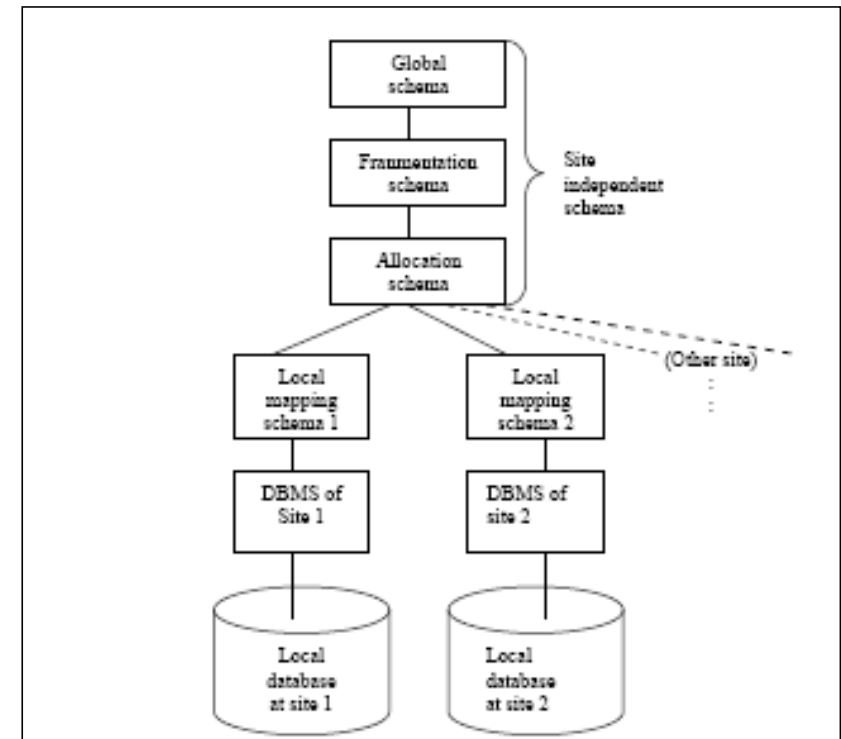 Global
schema
Franmentation
schema
Allocation
schema
Site
independent
schema
(Other site)
Local
mapping
schema 1
Local
mapping
schema 2
DBMS of
Site 1
DBMS of
site 2
Local
database
at site 1
Local
database
at site 2